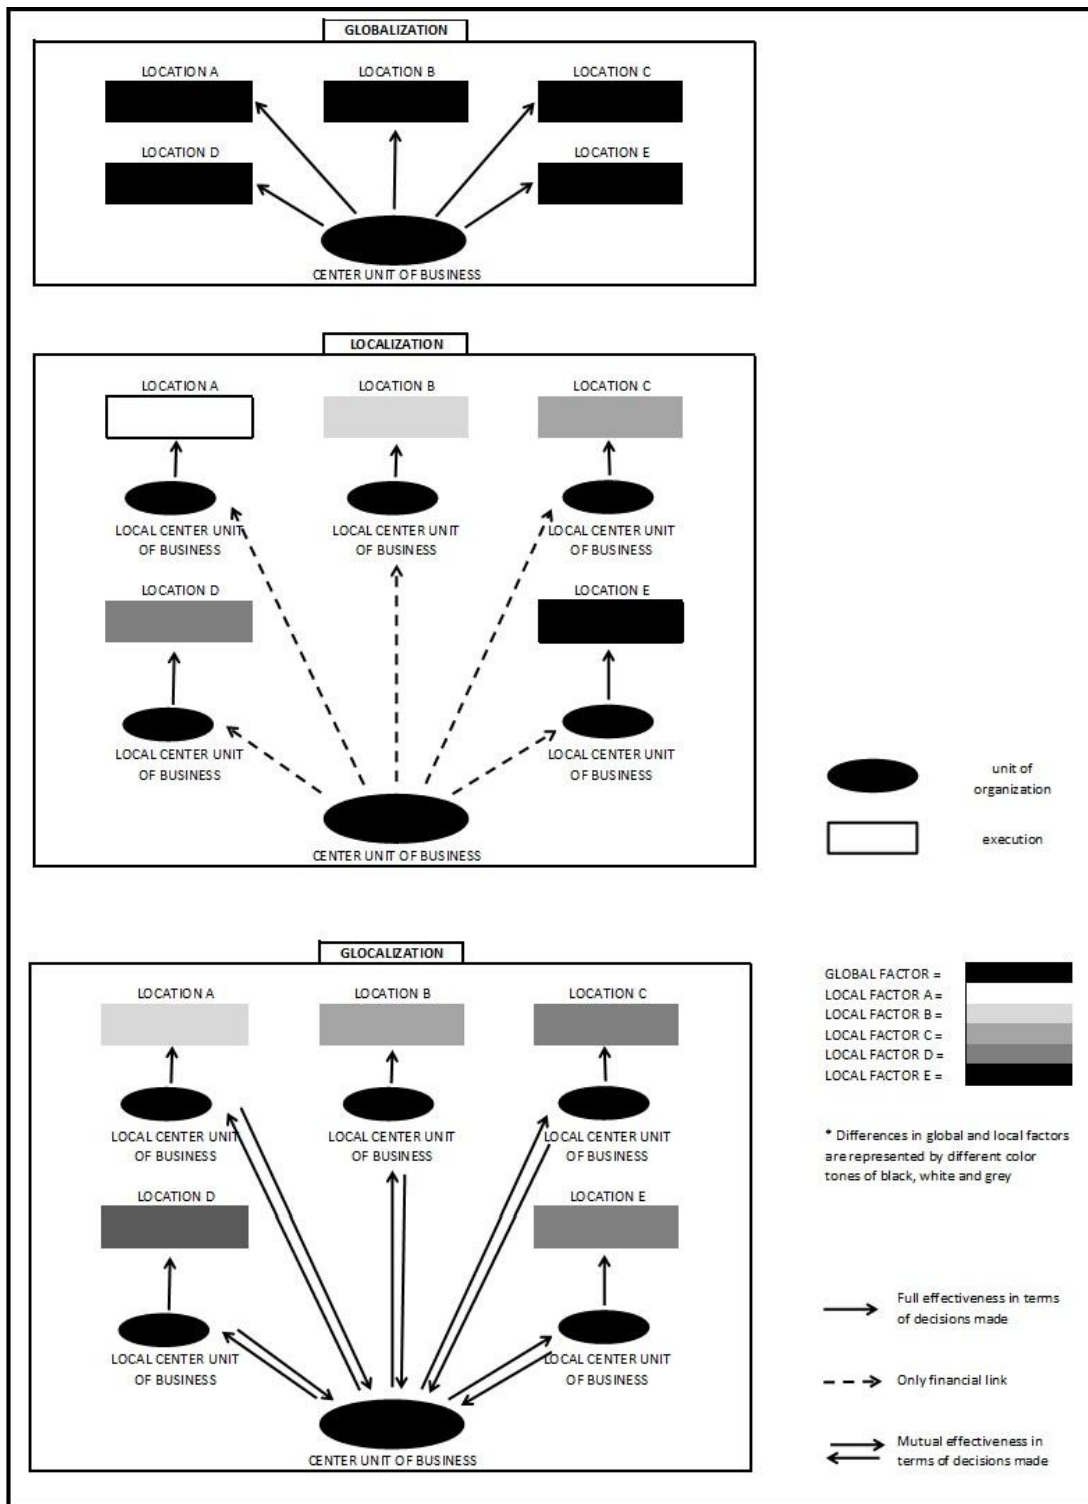 GLOBALIZATION
LOCATION A
LOCATION B
LOCATION C
LOCATION D
LOCATION E
CENTER UNIT OF BUSINESS
LOCALIZATION
LOCATION A
LOCATION B
LOCATION C
LOCAL CENTER UNIT
OF BUSINESS
LOCAL CENTER UNIT
OF BUSINESS
LOCAL CENTER UNIT
OF BUSINESS
LOCATION D
LOCATION E
LOCAL CENTER UNIT
OF BUSINESS
LOCAL CENTER UNIT
OF BUSINESS
CENTER UNIT OF BUSINESS
unit of
organization
execution
GLOCALIZATION
LOCATION A
LOCATION B
LOCATION C
LOCAL CENTER UNIT
OF BUSINESS
LOCAL CENTER UNIT
OF BUSINESS
LOCAL CENTER UNIT
OF BUSINESS
LOCATION D
LOCATION E
LOCAL CENTER UNIT
OF BUSINESS
LOCAL CENTER UNIT
OF BUSINESS
CENTER UNIT OF BUSINESS
GLOBAL FACTOR =
LOCAL FACTOR A =
LOCAL FACTOR B =
LOCAL FACTOR C =
LOCAL FACTOR D =
LOCAL FACTOR E =
* Differences in global and local factors
are represented by different color
tones of black, white and grey
Full effectiveness in terms
of decisions made
Only financial link
Mutual effectiveness in
terms of decisions made